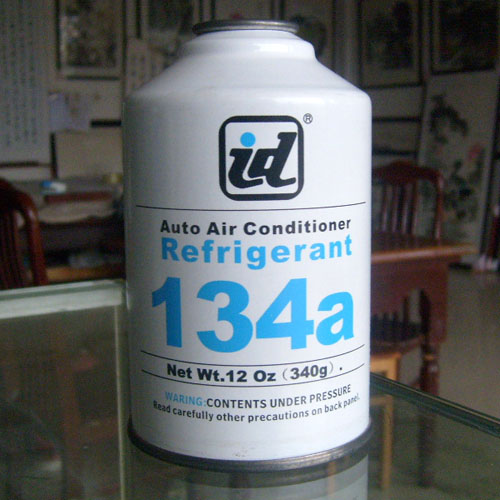 id®
Auto Air Conditioner
Refrigerant
134a
Net Wt.12 Oz（340g）.
WARING:CONTENTS UNDER PRESSURE
Read carefully other precautions on back panel.